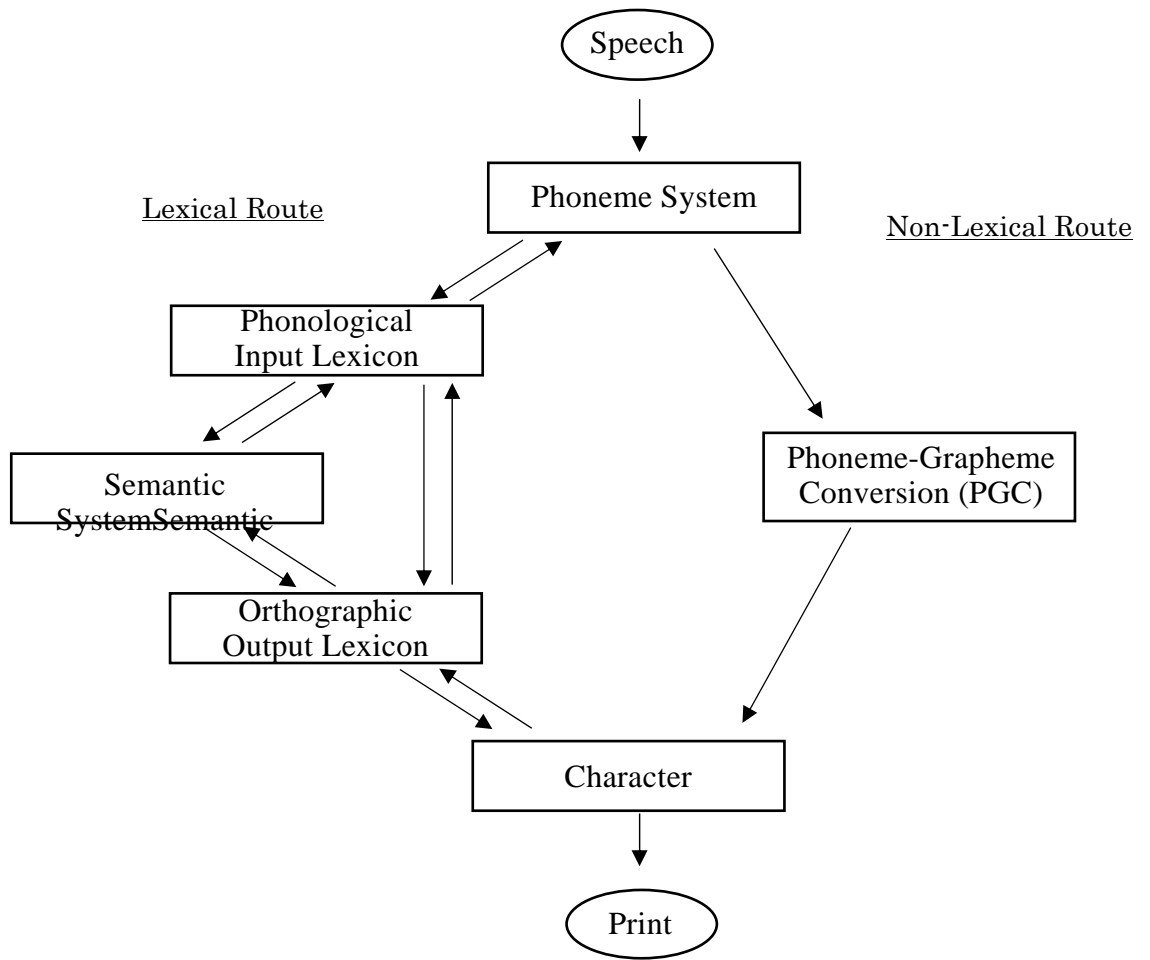 Speech
Phoneme System
Lexical Route
Non-Lexical Route
Phonological
Input Lexicon
Phoneme-Grapheme
Conversion (PGC)
Semantic
SystemSemantic
Orthographic
Output Lexicon
Character
Print